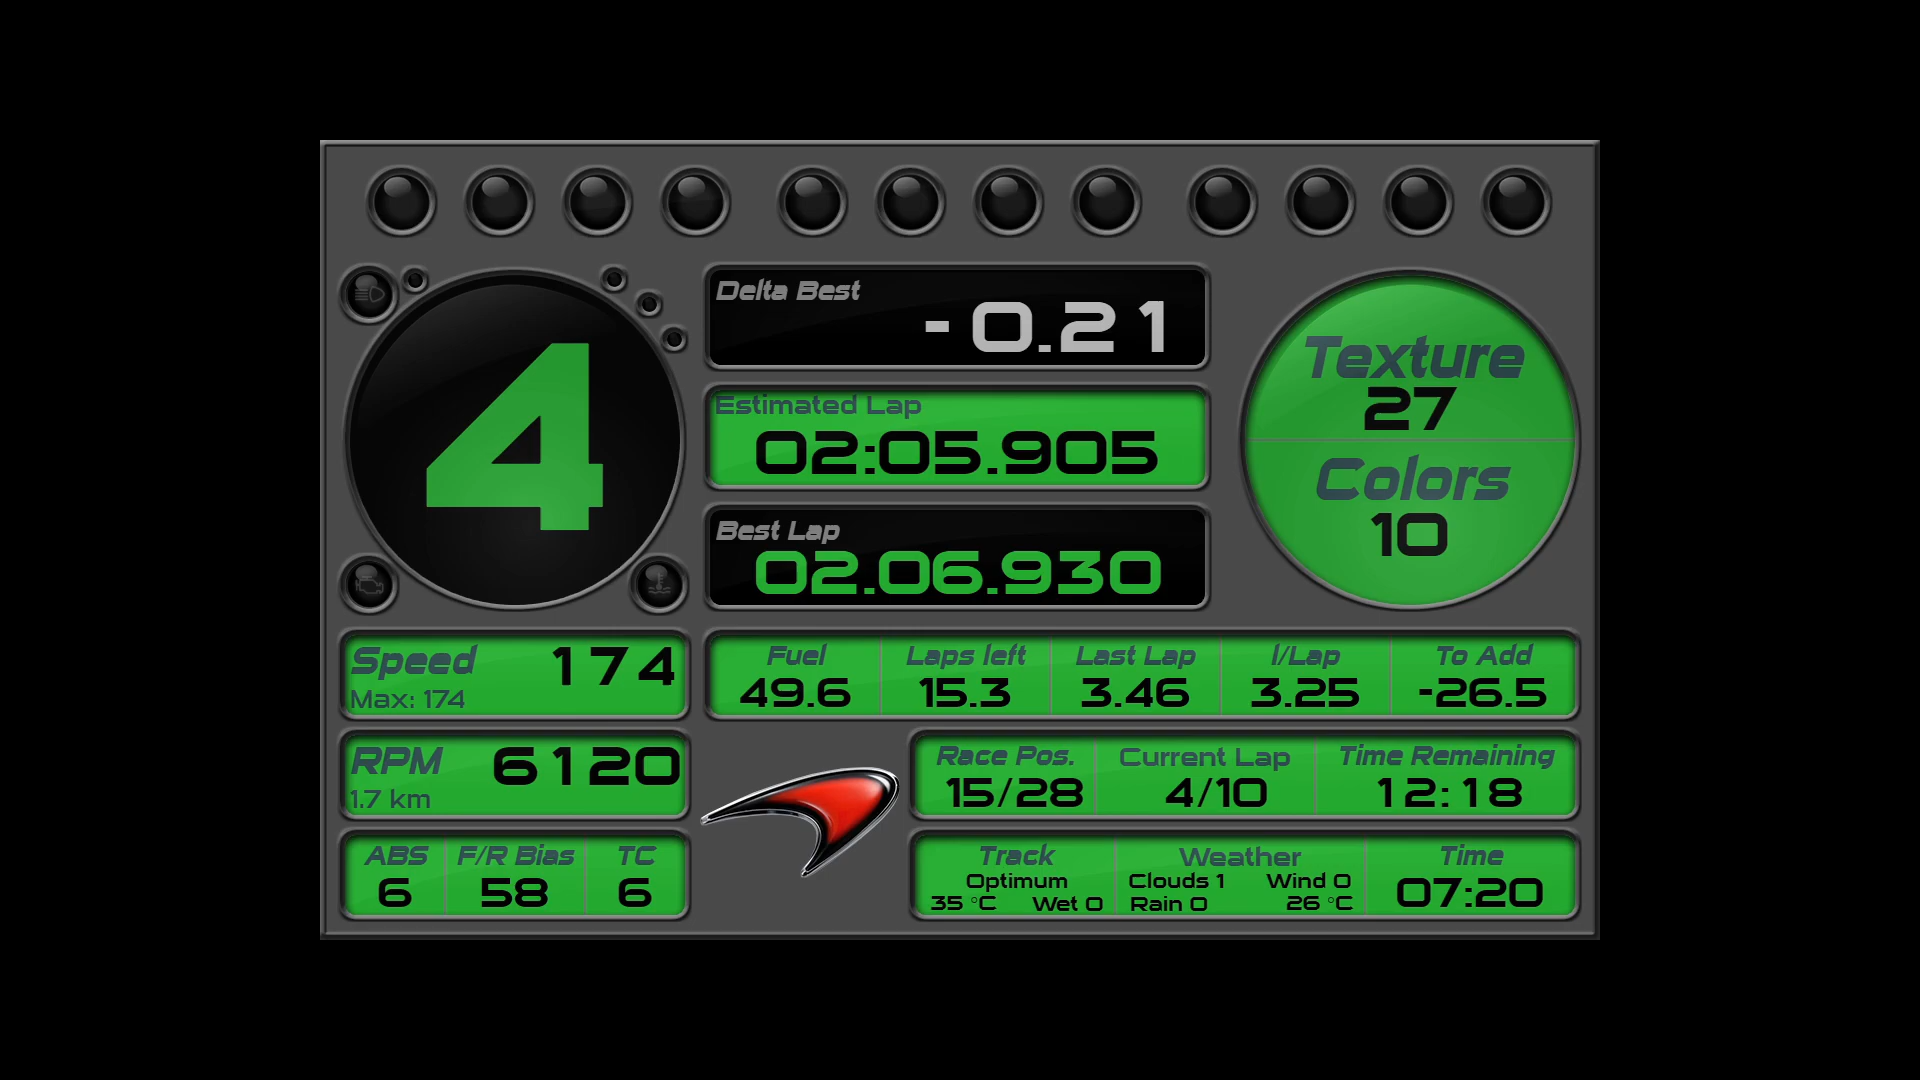 4
Delta Best
-0.21
Estimated Lap
02:05.905
Best Lap
02.06.930
Texture
27
Colors
10
Speed 174
Max: 174
Fuel Laps left Last Lap l/Lap To Add
49.6 15.3 3.46 3.25 -26.5
RPM 6120
1.7 km
Race Pos. Current Lap Time Remaining
15/28 4/10 12:18
ABS F/R Bias TC
6 58 6
Track Weather Time
Optimum Clouds 1 Wind 0 07:20
35 °C Wet 0 Rain 0 26 °C